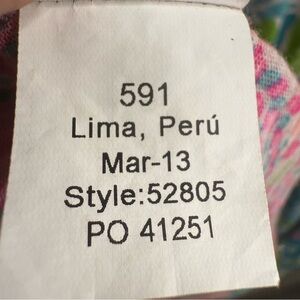 591
Lima, Perú
Mar-13
Style:52805
PO 41251